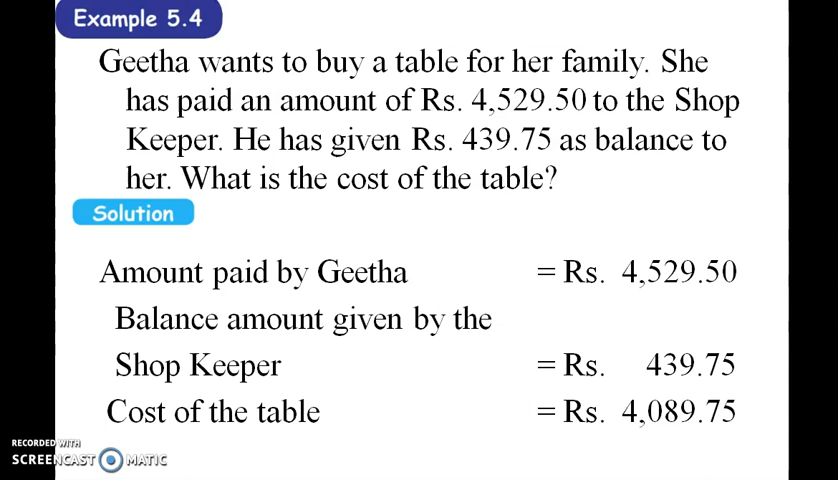 Example 5.4
Geetha wants to buy a table for her family. She
has paid an amount of Rs. 4,529.50 to the Shop
Keeper. He has given Rs. 439.75 as balance to
her. What is the cost of the table?
Solution
Amount paid by Geetha = Rs. 4,529.50
Balance amount given by the
Shop Keeper = Rs. 439.75
Cost of the table = Rs. 4,089.75
RECORDED WITH
SCREENCAST MATIC